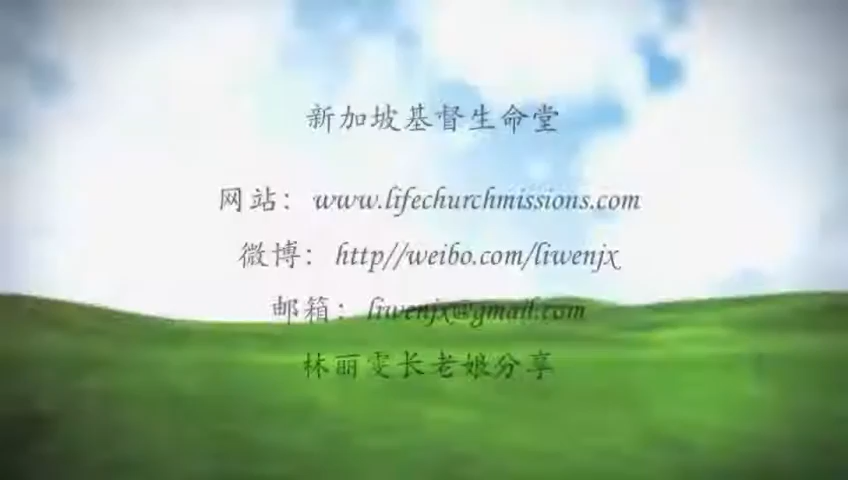 新加坡基督生命堂
网站：www.lifechurchmissions.com
微博：http//weibo.com/liwenjx
邮箱：liwenjx@gmail.com
林丽雯长老娘分享